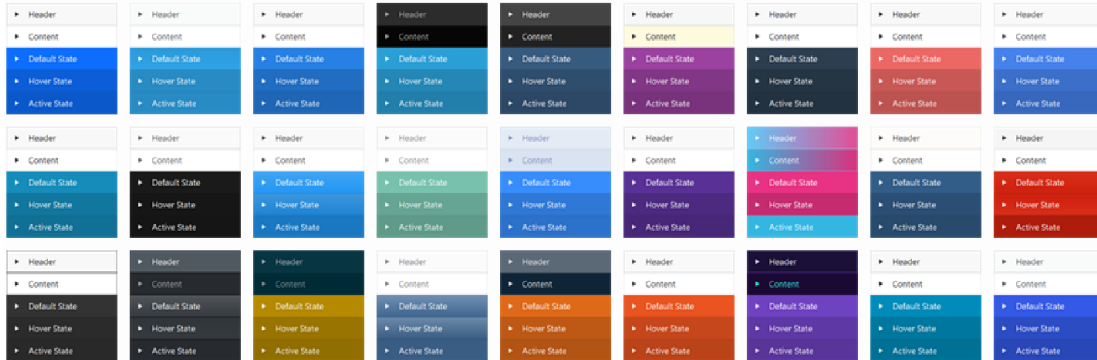 Header Header Header Header Header Header Header Header Header
Content Content Content Content Content Content Content Content Content
Default State Default State Default State Default State Default State Default State Default State Default State Default State
Hover State Hover State Hover State Hover State Hover State Hover State Hover State Hover State Hover State
Active State Active State Active State Active State Active State Active State Active State Active State Active State
Header Header Header Header Header Header Header Header Header
Content Content Content Content Content Content Content Content Content
Default State Default State Default State Default State Default State Default State Default State Default State Default State
Hover State Hover State Hover State Hover State Hover State Hover State Hover State Hover State Hover State
Active State Active State Active State Active State Active State Active State Active State Active State Active State
Header Header Header Header Header Header Header Header Header
Content Content Content Content Content Content Content Content Content
Default State Default State Default State Default State Default State Default State Default State Default State Default State
Hover State Hover State Hover State Hover State Hover State Hover State Hover State Hover State Hover State
Active State Active State Active State Active State Active State Active State Active State Active State Active State